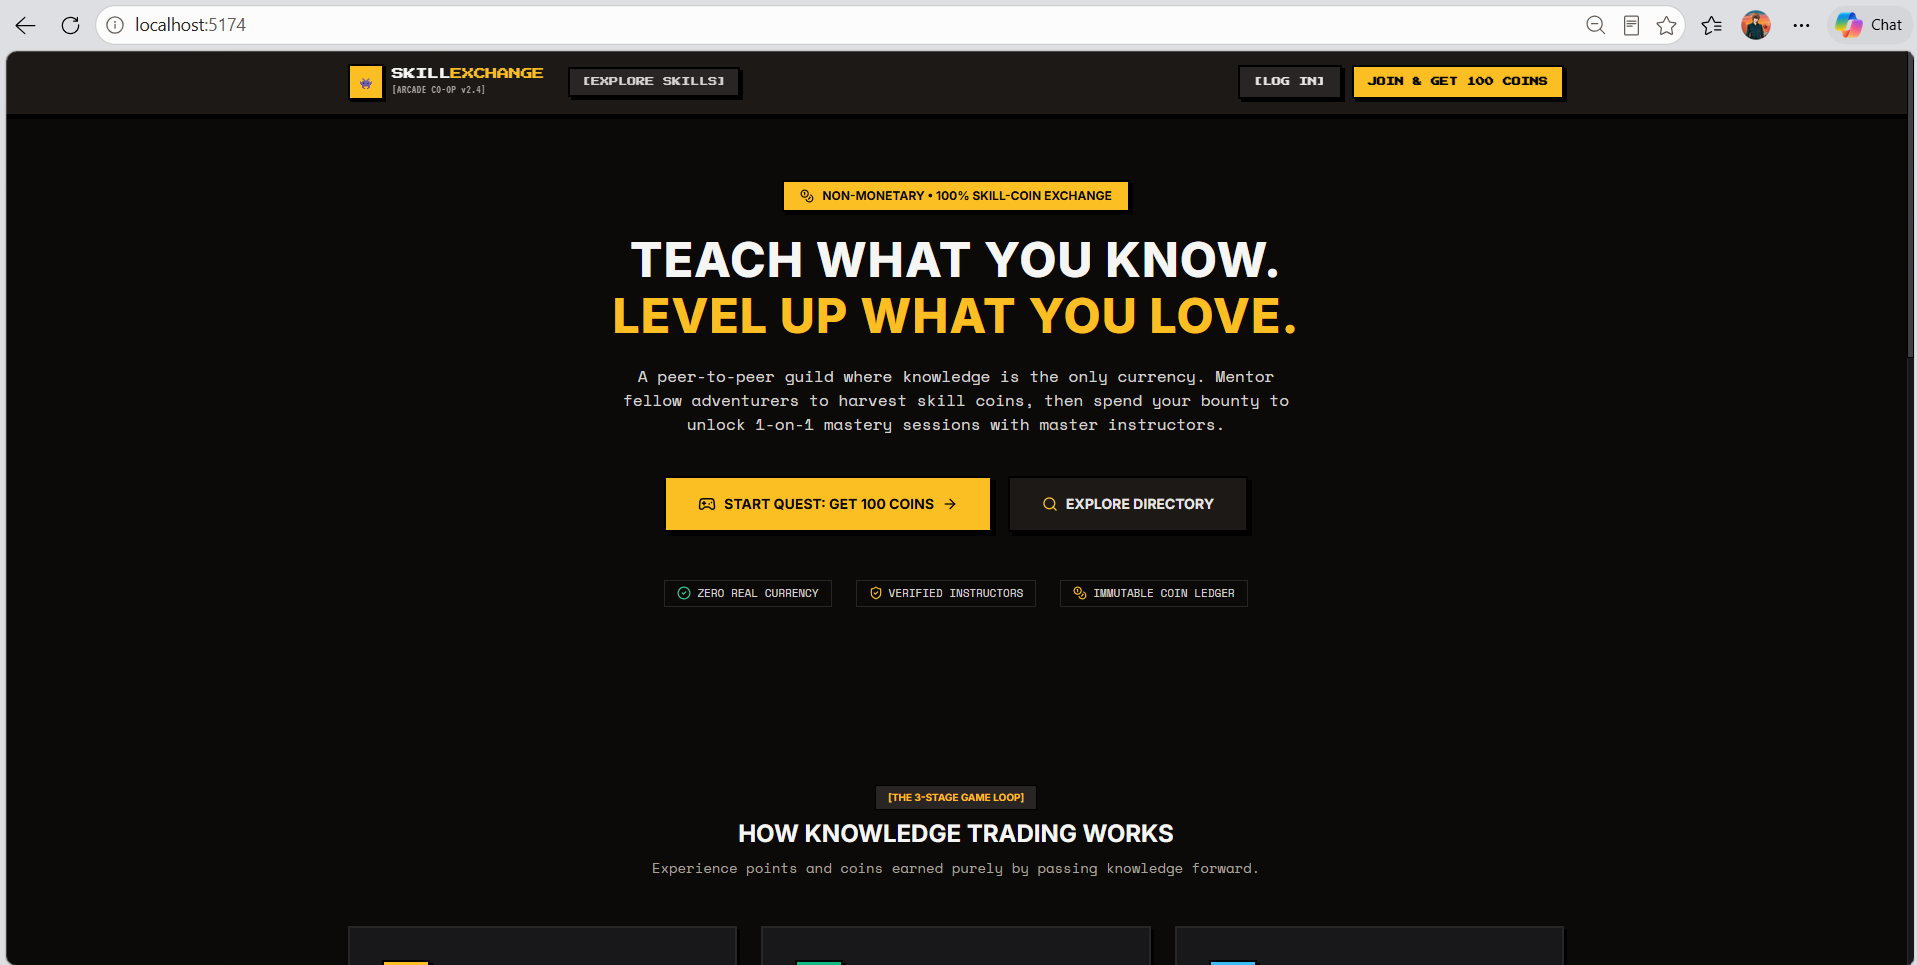 localhost:5174
Chat
SKILLEXCHANGE
[ARCADE CO-OP v2.4]
[EXPLORE SKILLS]
[LOG IN]
JOIN & GET 100 COINS
NON-MONETARY • 100% SKILL-COIN EXCHANGE
TEACH WHAT YOU KNOW.
LEVEL UP WHAT YOU LOVE.
A peer-to-peer guild where knowledge is the only currency. Mentor
fellow adventurers to harvest skill coins, then spend your bounty to
unlock 1-on-1 mastery sessions with master instructors.
START QUEST: GET 100 COINS →
EXPLORE DIRECTORY
ZERO REAL CURRENCY
VERIFIED INSTRUCTORS
IMMUTABLE COIN LEDGER
[THE 3-STAGE GAME LOOP]
HOW KNOWLEDGE TRADING WORKS
Experience points and coins earned purely by passing knowledge forward.